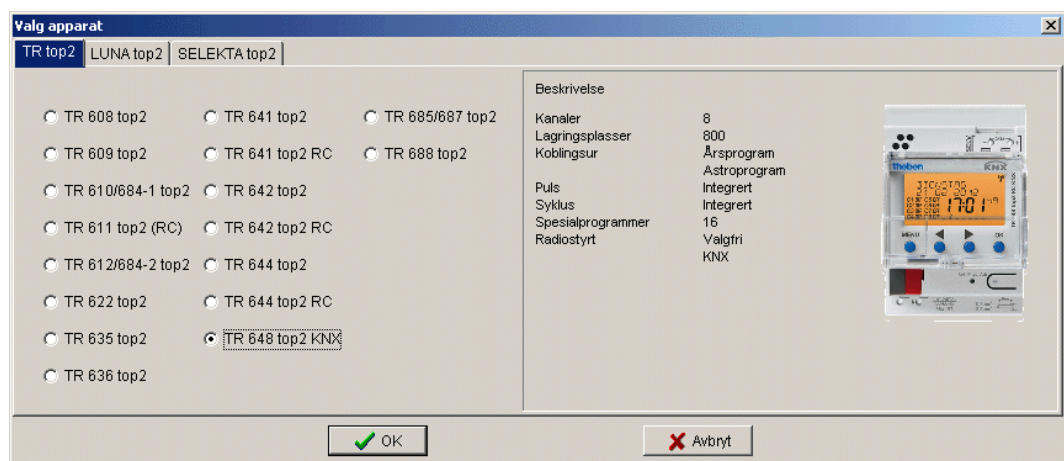 Valg apparat
TR top2 LUNA top2 SELEKTA top2
TR 608 top2
TR 609 top2
TR 610/684-1 top2
TR 611 top2 (RC)
TR 612/684-2 top2
TR 622 top2
TR 635 top2
TR 636 top2
TR 641 top2
TR 641 top2 RC
TR 642 top2
TR 642 top2 RC
TR 644 top2
TR 644 top2 RC
TR 648 top2 KNX
TR 685/687 top2
TR 688 top2
Beskrivelse
Kanaler 8
Lagringsplasser 800
Koblingsur Årsprogram
Astroprogram
Puls Integrert
Syklus Integrert
Spesialprogrammer 16
Radiostyrt Valgfri
KNX
theben KNX
17:01
MENU OK
OK Avbryt